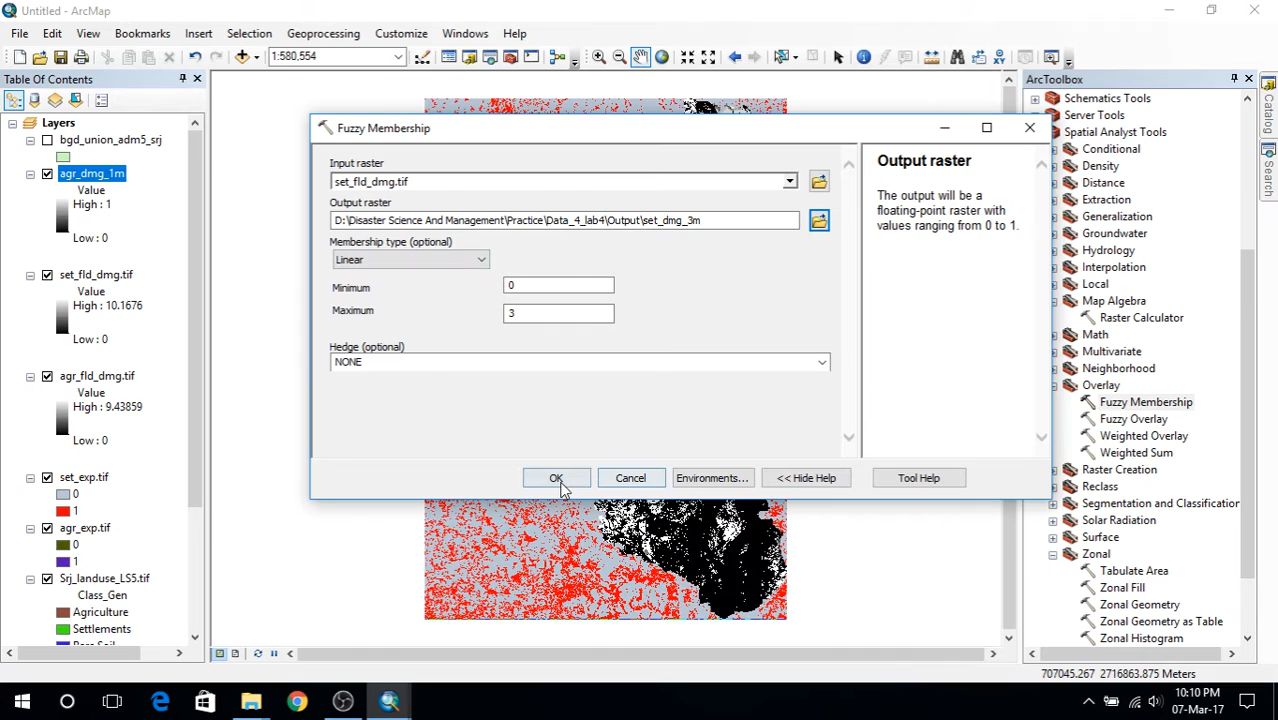 Untitled - ArcMap
File Edit View Bookmarks Insert Selection Geoprocessing Customize Windows Help
1:580,554
Table Of Contents
Layers
bgd_union_adm5_srj
agr_dmg_1m
Value
High : 1
Low : 0
set_fld_dmg.tif
Value
High : 10.1676
Low : 0
agr_fld_dmg.tif
Value
High : 9.43859
Low : 0
set_exp.tif
0
1
agr_exp.tif
0
1
Srj_landuse_LS5.tif
Class_Gen
Agriculture
Settlements
Fuzzy Membership
Input raster
set_fld_dmg.tif
Output raster
D:\Disaster Science And Management\Practice\Data_4_lab4\Output\set_dmg_3m
Membership type (optional)
Linear
Minimum 0
Maximum 3
Hedge (optional)
NONE
OK Cancel Environments... << Hide Help Tool Help
Output raster
The output will be a
floating-point raster with
values ranging from 0 to 1.
ArcToolbox
Schematics Tools
Server Tools
Spatial Analyst Tools
Conditional
Density
Distance
Extraction
Generalization
Groundwater
Hydrology
Interpolation
Local
Map Algebra
Raster Calculator
Math
Multivariate
Neighborhood
Overlay
Fuzzy Membership
Fuzzy Overlay
Weighted Overlay
Weighted Sum
Raster Creation
Reclass
Segmentation and Classification
Solar Radiation
Surface
Zonal
Tabulate Area
Zonal Fill
Zonal Geometry
Zonal Geometry as Table
Zonal Histogram
Catalog
Search
707045.267 2716863.875 Meters
10:10 PM
07-Mar-17